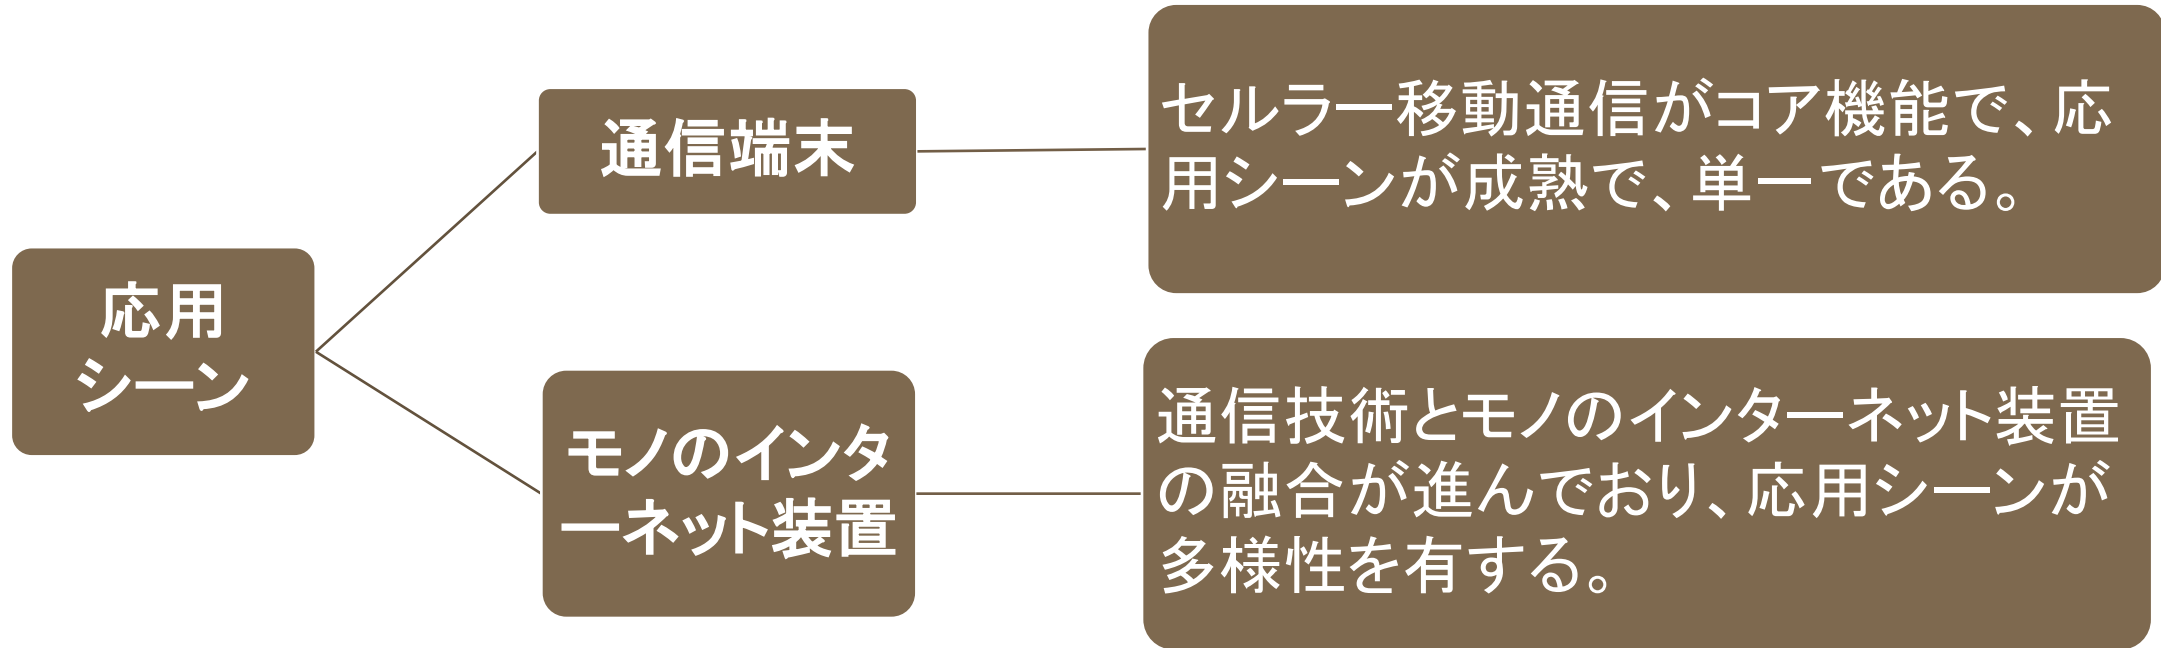 応用
シーン
通信端末
セルラー移動通信がコア機能で、応
用シーンが成熟で、単一である。
モノのインタ
ーネット装置
通信技術とモノのインターネット装置
の融合が進んでおり、応用シーンが
多様性を有する。